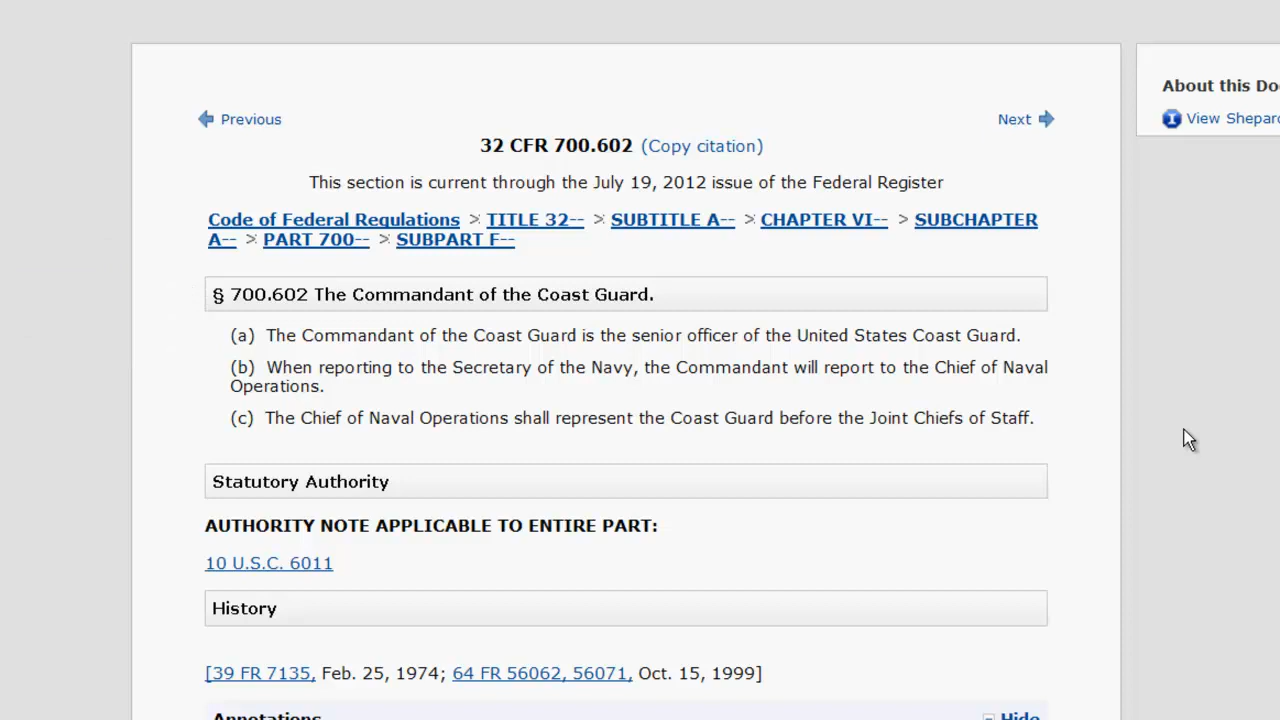 About this Do
Previous
Next
View Shepar
32 CFR 700.602 (Copy citation)
This section is current through the July 19, 2012 issue of the Federal Register
Code of Federal Regulations > TITLE 32-- > SUBTITLE A-- > CHAPTER VI-- > SUBCHAPTER
A-- > PART 700-- > SUBPART F--
§ 700.602 The Commandant of the Coast Guard.
(a) The Commandant of the Coast Guard is the senior officer of the United States Coast Guard.
(b) When reporting to the Secretary of the Navy, the Commandant will report to the Chief of Naval
Operations.
(c) The Chief of Naval Operations shall represent the Coast Guard before the Joint Chiefs of Staff.
Statutory Authority
AUTHORITY NOTE APPLICABLE TO ENTIRE PART:
10 U.S.C. 6011
History
[39 FR 7135, Feb. 25, 1974; 64 FR 56062, 56071, Oct. 15, 1999]
Annotations
Hide